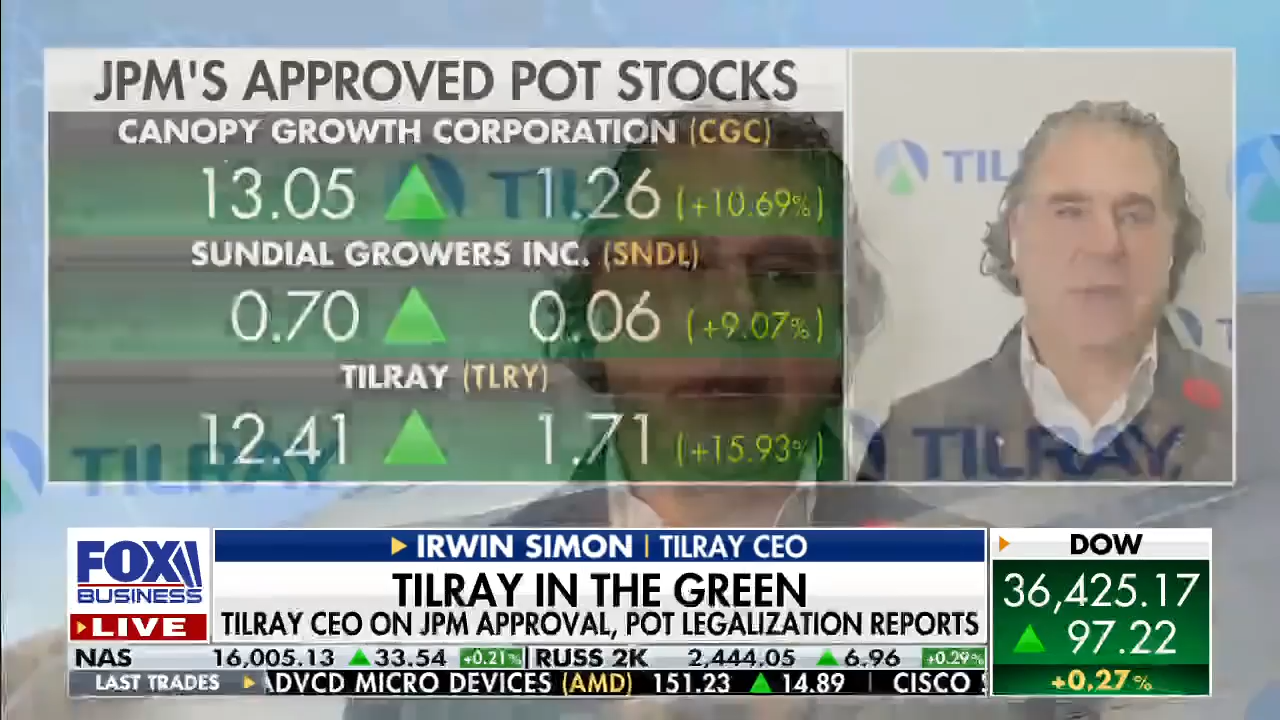 JPM'S APPROVED POT STOCKS
CANOPY GROWTH CORPORATION (CGC)
13.05 ▲ 1.26 (+10.69%)
SUNDIAL GROWERS INC. (SNDL)
0.70 ▲ 0.06 (+9.07%)
TILRAY (TLRY)
12.41 ▲ 1.71 (+15.93%)
TILRAY
TILRAY
FOX BUSINESS
LIVE
IRWIN SIMON | TILRAY CEO
TILRAY IN THE GREEN
TILRAY CEO ON JPM APPROVAL, POT LEGALIZATION REPORTS
DOW
36,425.17
▲ 97.22
+0.27%
NAS 16,005.13 ▲ 33.54 +0.21% RUSS 2K 2,444.05 ▲ 6.96 +0.29%
LAST TRADES ADVCD MICRO DEVICES (AMD) 151.23 ▲ 14.89 CISCO